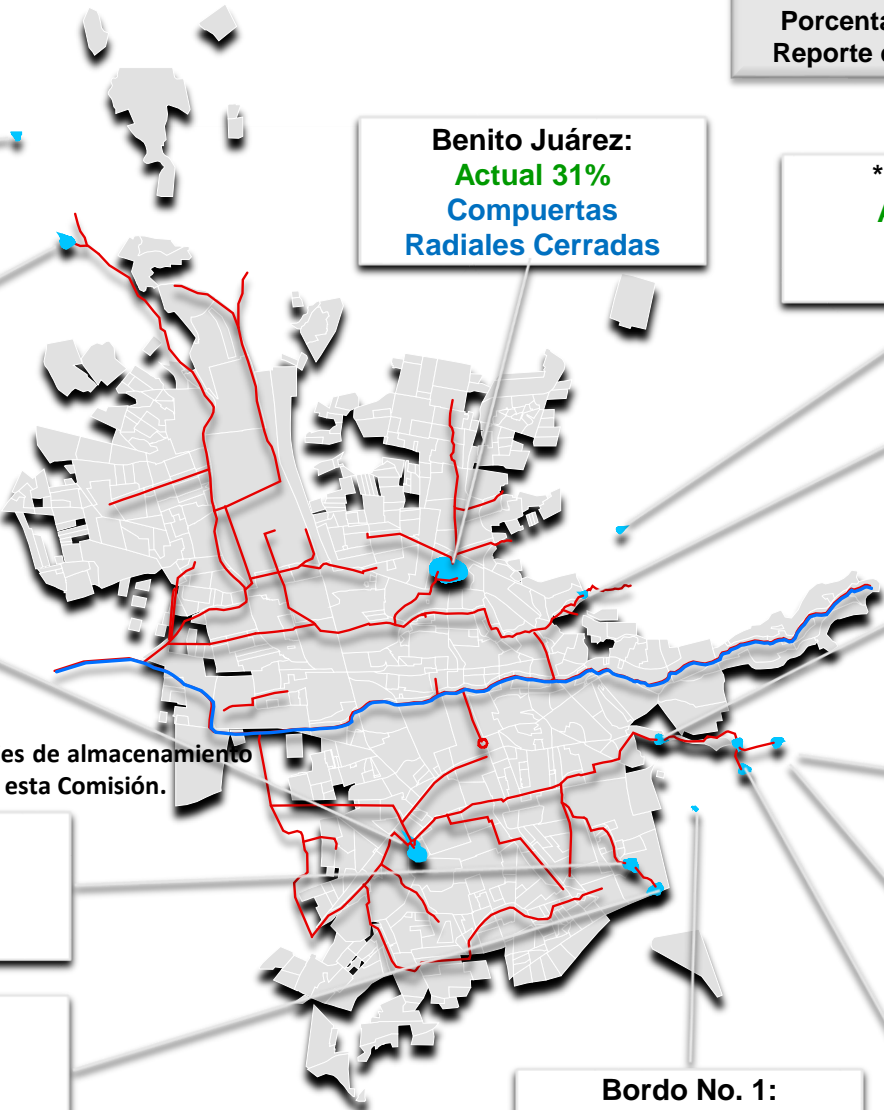 Porcenta
Reporte
Benito Juárez:
Actual 31%
Compuertas
Radiales Cerradas
*
es de almacenamiento
esta Comisión.
Bordo No. 1: